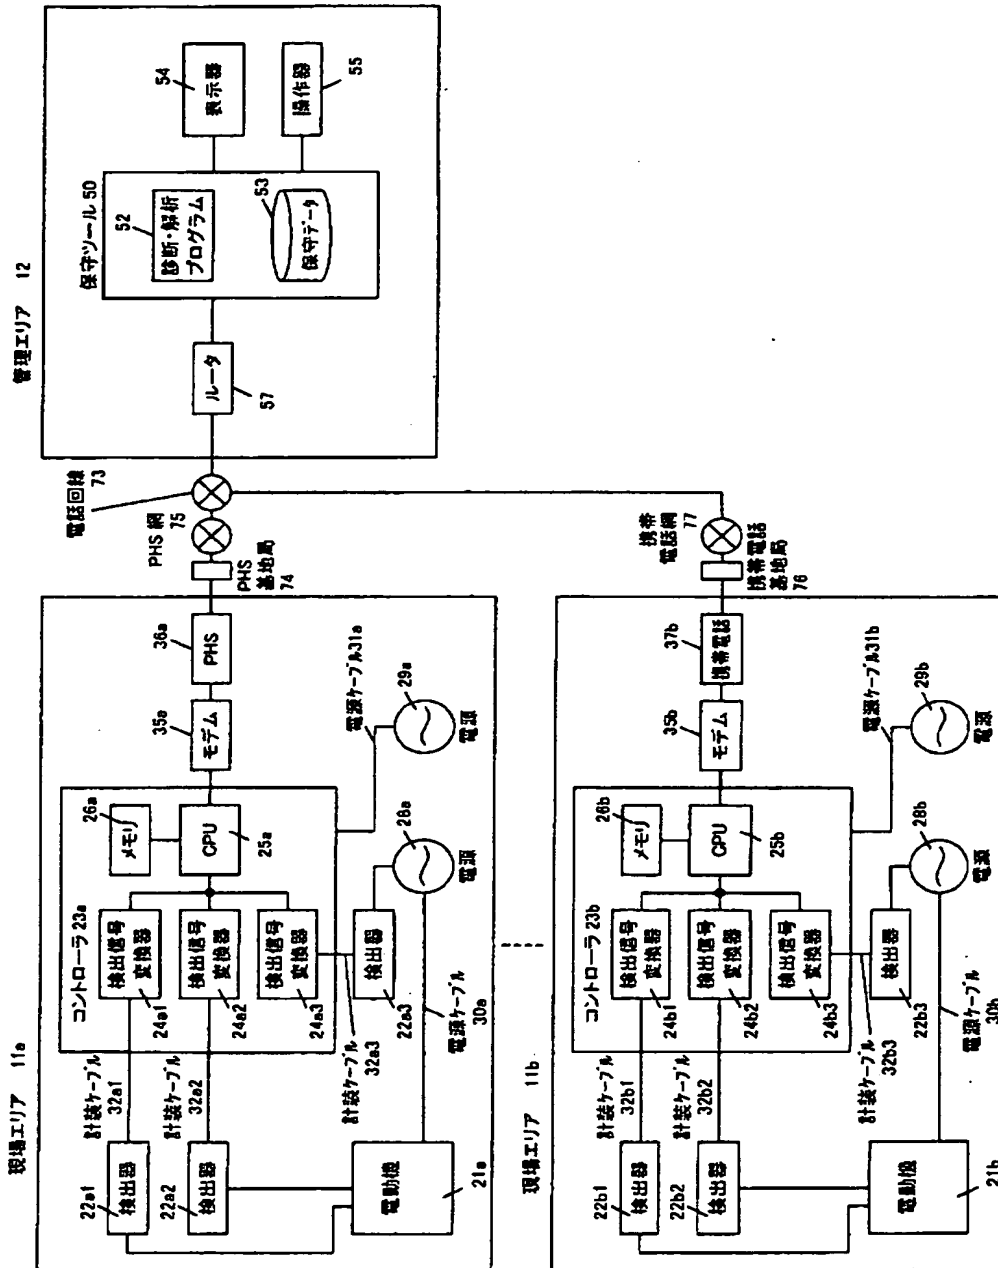 管理エリア 12
保守ツール 50
52
診断・解析
プログラム
53
保守データ
54
表示器
55
操作器
ルータ
57
電話回線
73
PHS 網
75
PHS
基地局
74
携帯
電話網
77
携帯電話
基地局
76
現場エリア 11a
コントローラ 23a
メモリ
26a
CPU
25a
検出信号
変換器
24a1
検出信号
変換器
24a2
検出信号
変換器
24a3
モデム
35a
PHS
36a
電源ケーブル31a
29a
電源
28a
電源
検出器
22a3
計装ケーブル
32a1
計装ケーブル
32a2
計装ケーブル
32a3
電源ケーブル
30a
22a1
検出器
22a2
検出器
電動機
21a
現場エリア 11b
コントローラ 23b
メモリ
26b
CPU
25b
検出信号
変換器
24b1
検出信号
変換器
24b2
検出信号
変換器
24b3
モデム
35b
携帯電話
37b
電源ケーブル31b
29b
電源
28b
電源
検出器
22b3
計装ケーブル
32b1
計装ケーブル
32b2
計装ケーブル
32b3
電源ケーブル
30b
22b1
検出器
22b2
検出器
電動機
21b